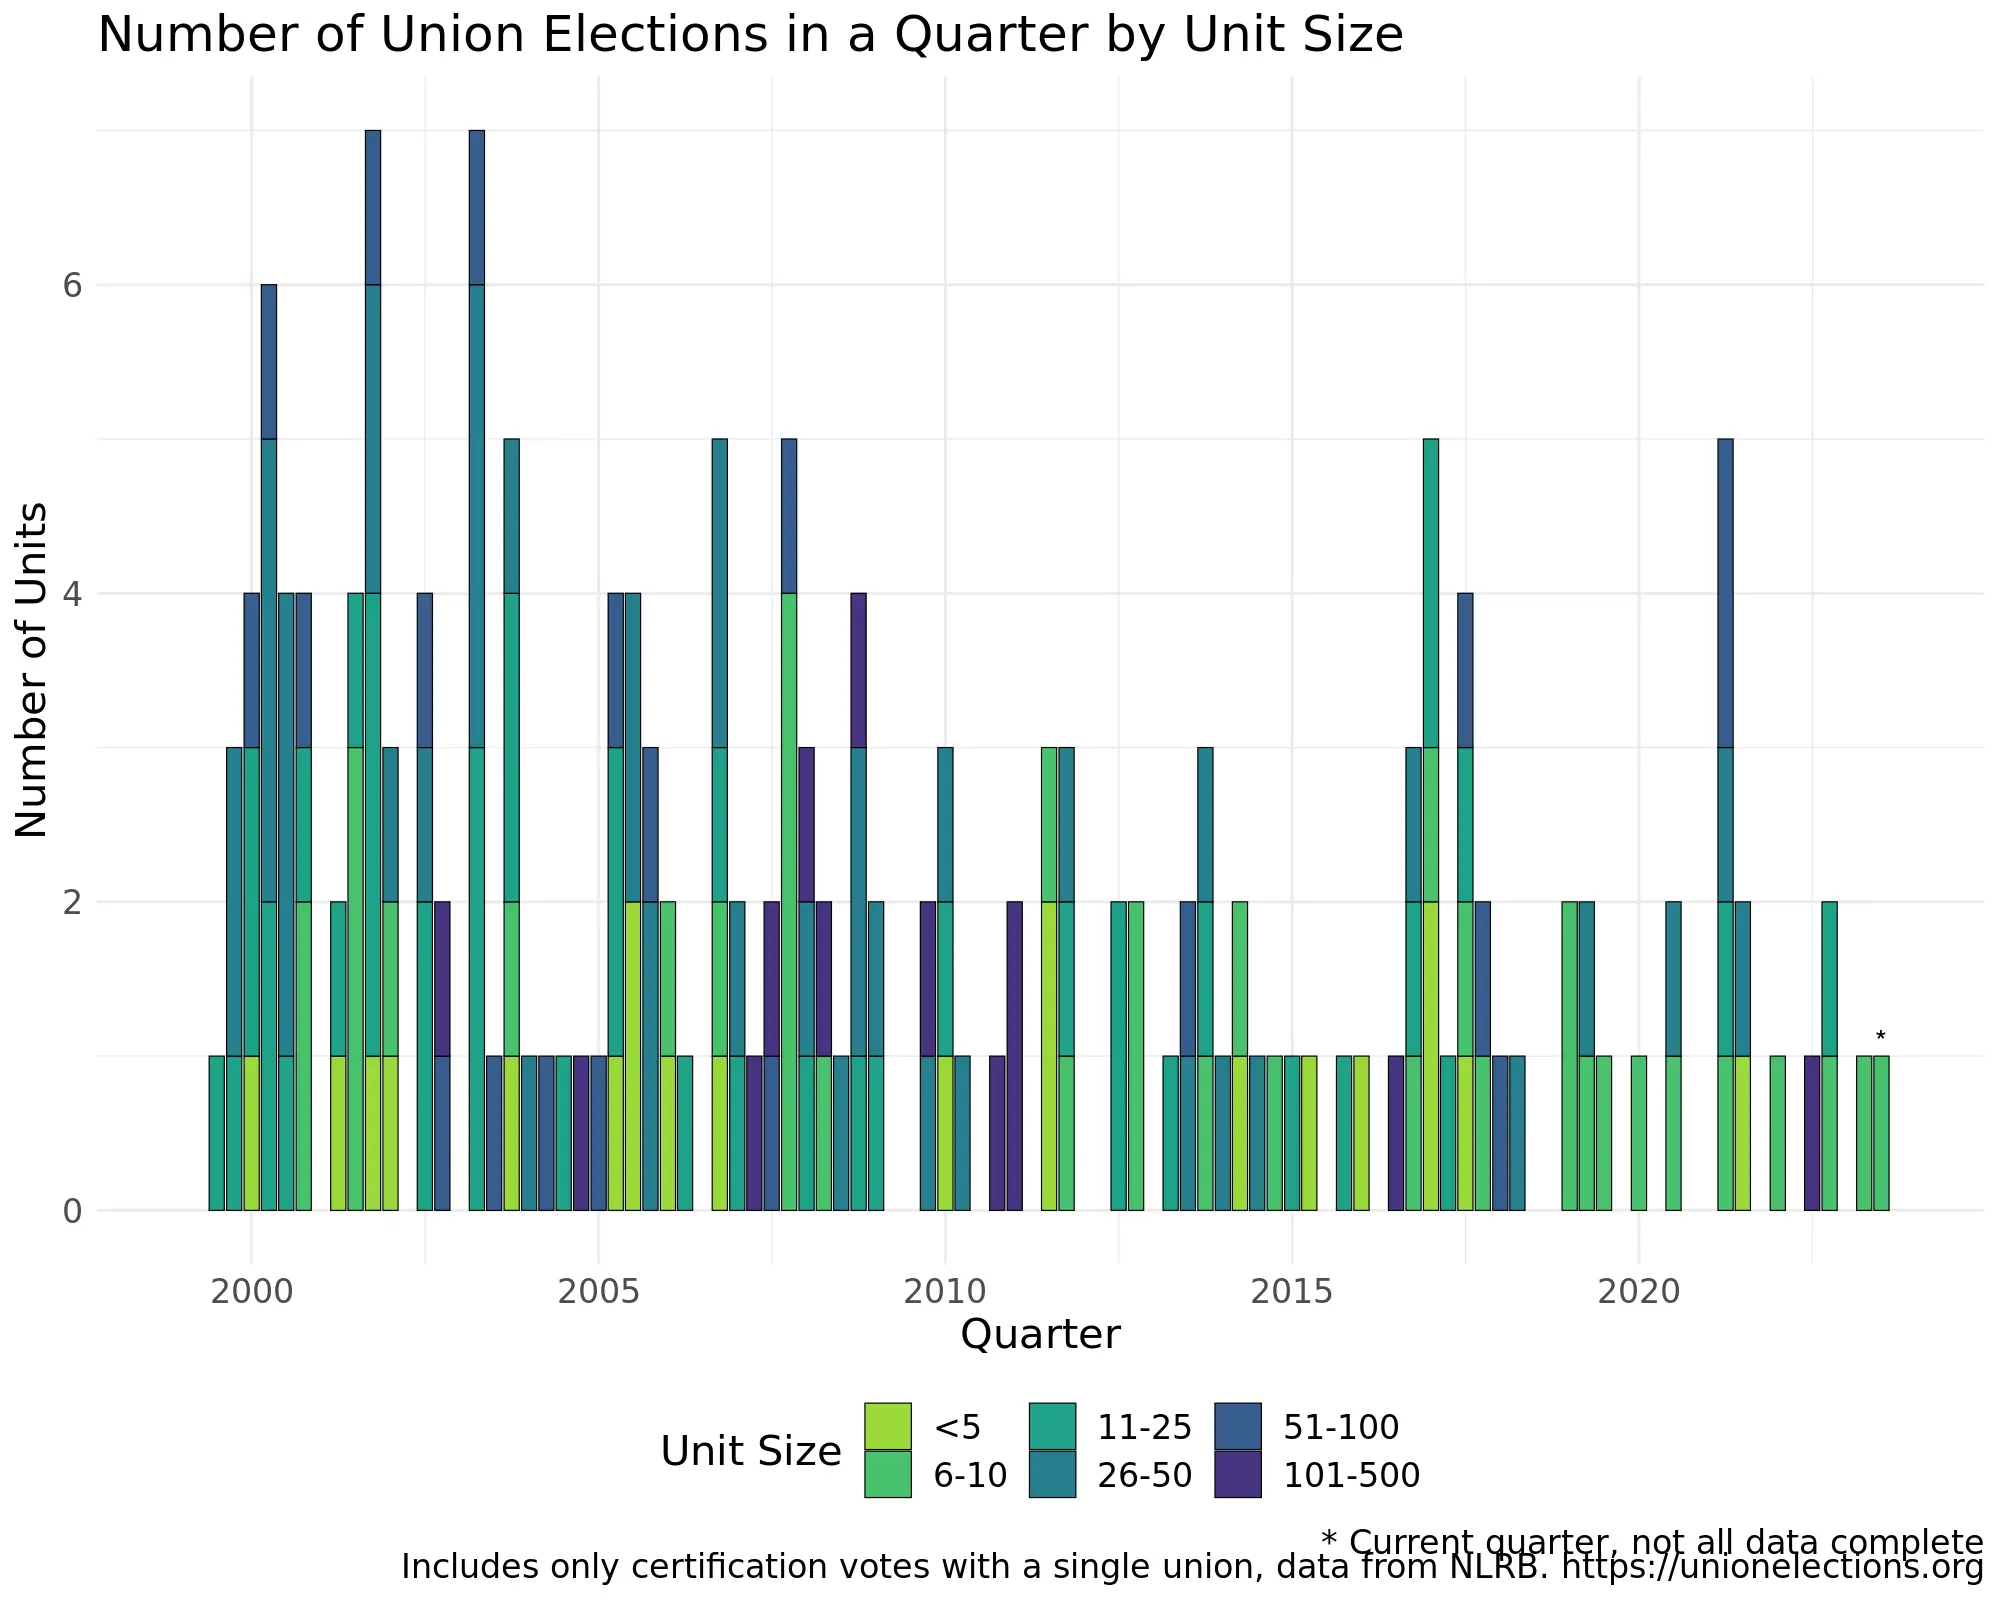 Number of Union Elections in a Quarter by Unit Size
Number of Units
6
4
2
0
*
2000 2005 2010 2015 2020
Quarter
Unit Size
<5 11-25 51-100
6-10 26-50 101-500
* Current quarter, not all data complete
Includes only certification votes with a single union, data from NLRB. https://unionelections.org